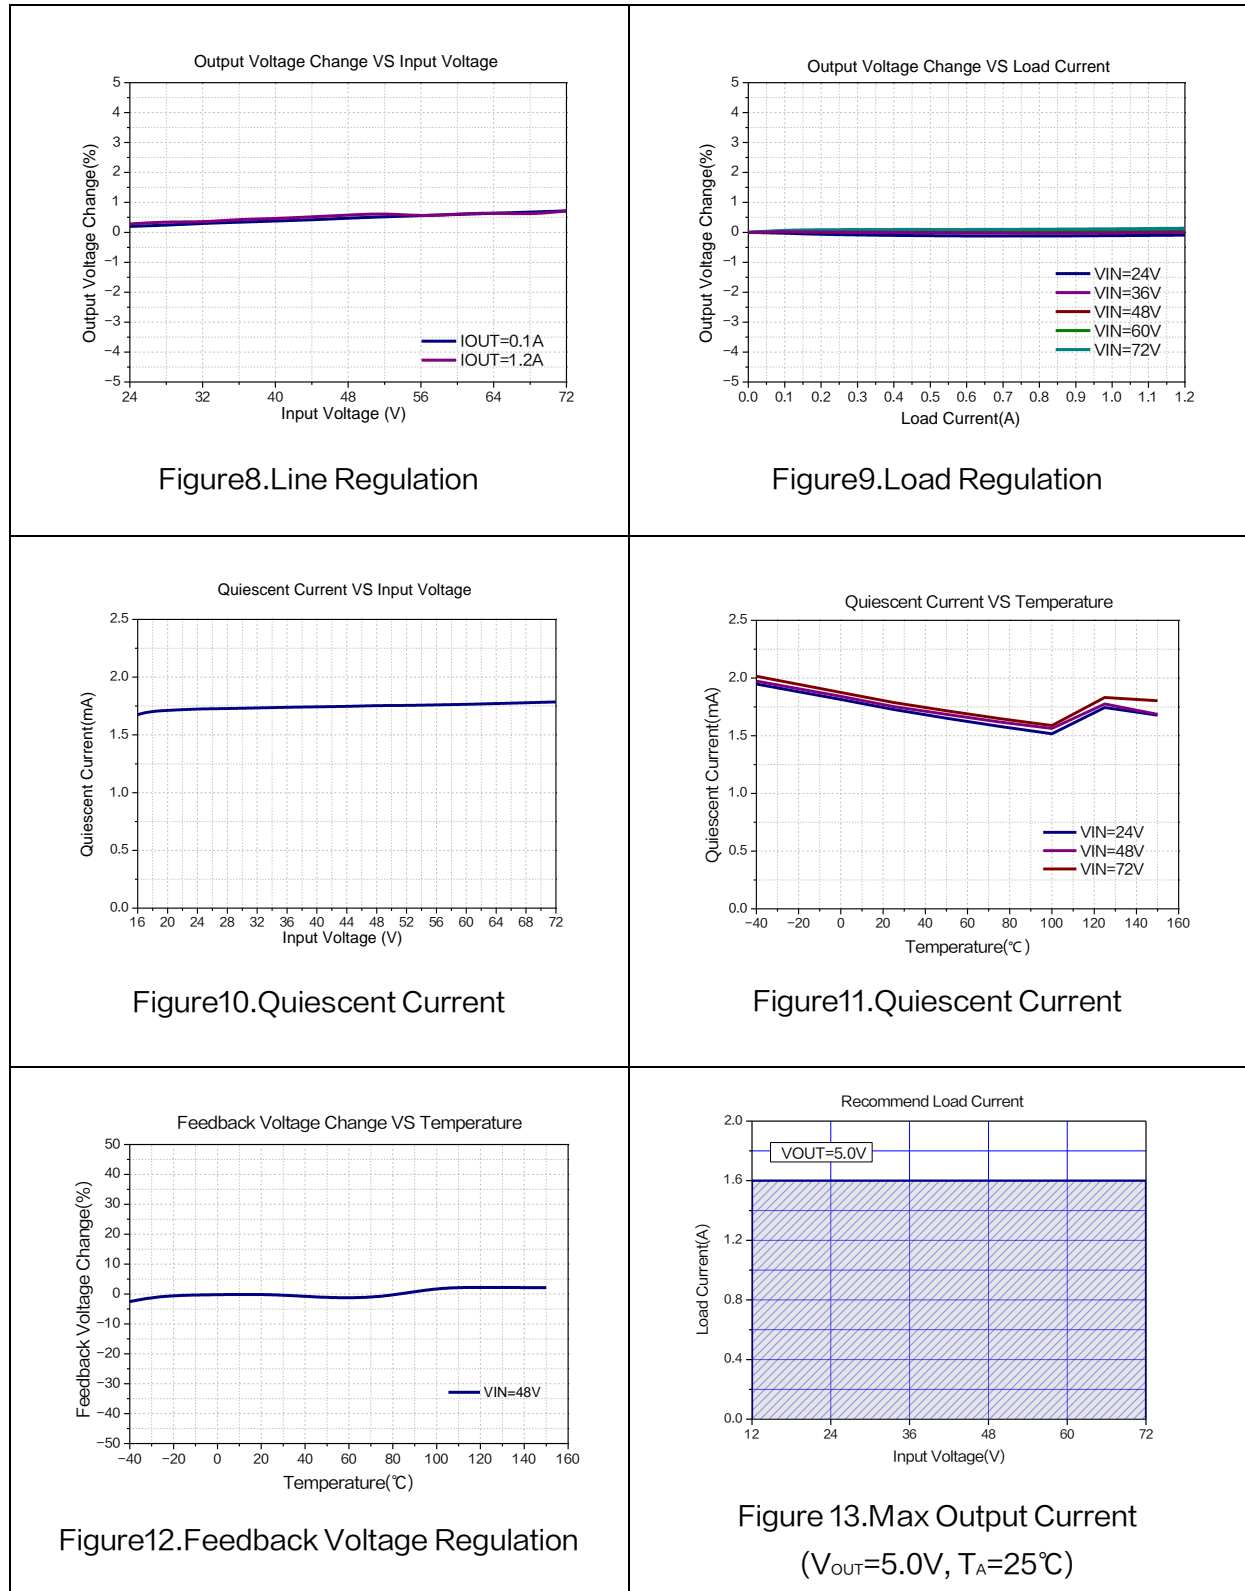 Output Voltage Change VS Input Voltage
Output Voltage Change(%)
5
4
3
2
1
0
−1
−2
−3
−4
−5
IOUT=0.1A
IOUT=1.2A
24 32 40 48 56 64 72
Input Voltage (V)
Figure8.Line Regulation
Output Voltage Change VS Load Current
Output Voltage Change(%)
5
4
3
2
1
0
−1
−2
−3
−4
−5
VIN=24V
VIN=36V
VIN=48V
VIN=60V
VIN=72V
0.0 0.1 0.2 0.3 0.4 0.5 0.6 0.7 0.8 0.9 1.0 1.1 1.2
Load Current(A)
Figure9.Load Regulation
Quiescent Current VS Input Voltage
Quiescent Current(mA)
2.5
2.0
1.5
1.0
0.5
0.0
16 20 24 28 32 36 40 44 48 52 56 60 64 68 72
Input Voltage (V)
Figure10.Quiescent Current
Quiescent Current VS Temperature
Quiescent Current(mA)
2.5
2.0
1.5
1.0
0.5
0.0
VIN=24V
VIN=48V
VIN=72V
−40 −20 0 20 40 60 80 100 120 140 160
Temperature(℃)
Figure11.Quiescent Current
Feedback Voltage Change VS Temperature
Feedback Voltage Change(%)
50
40
30
20
10
0
−10
−20
−30
−40
−50
VIN=48V
−40 −20 0 20 40 60 80 100 120 140 160
Temperature(℃)
Figure12.Feedback Voltage Regulation
Recommend Load Current
Load Current(A)
VOUT=5.0V
2.0
1.6
1.2
0.8
0.4
0.0
12 24 36 48 60 72
Input Voltage(V)
Figure 13.Max Output Current
(VOUT=5.0V, TA=25℃)